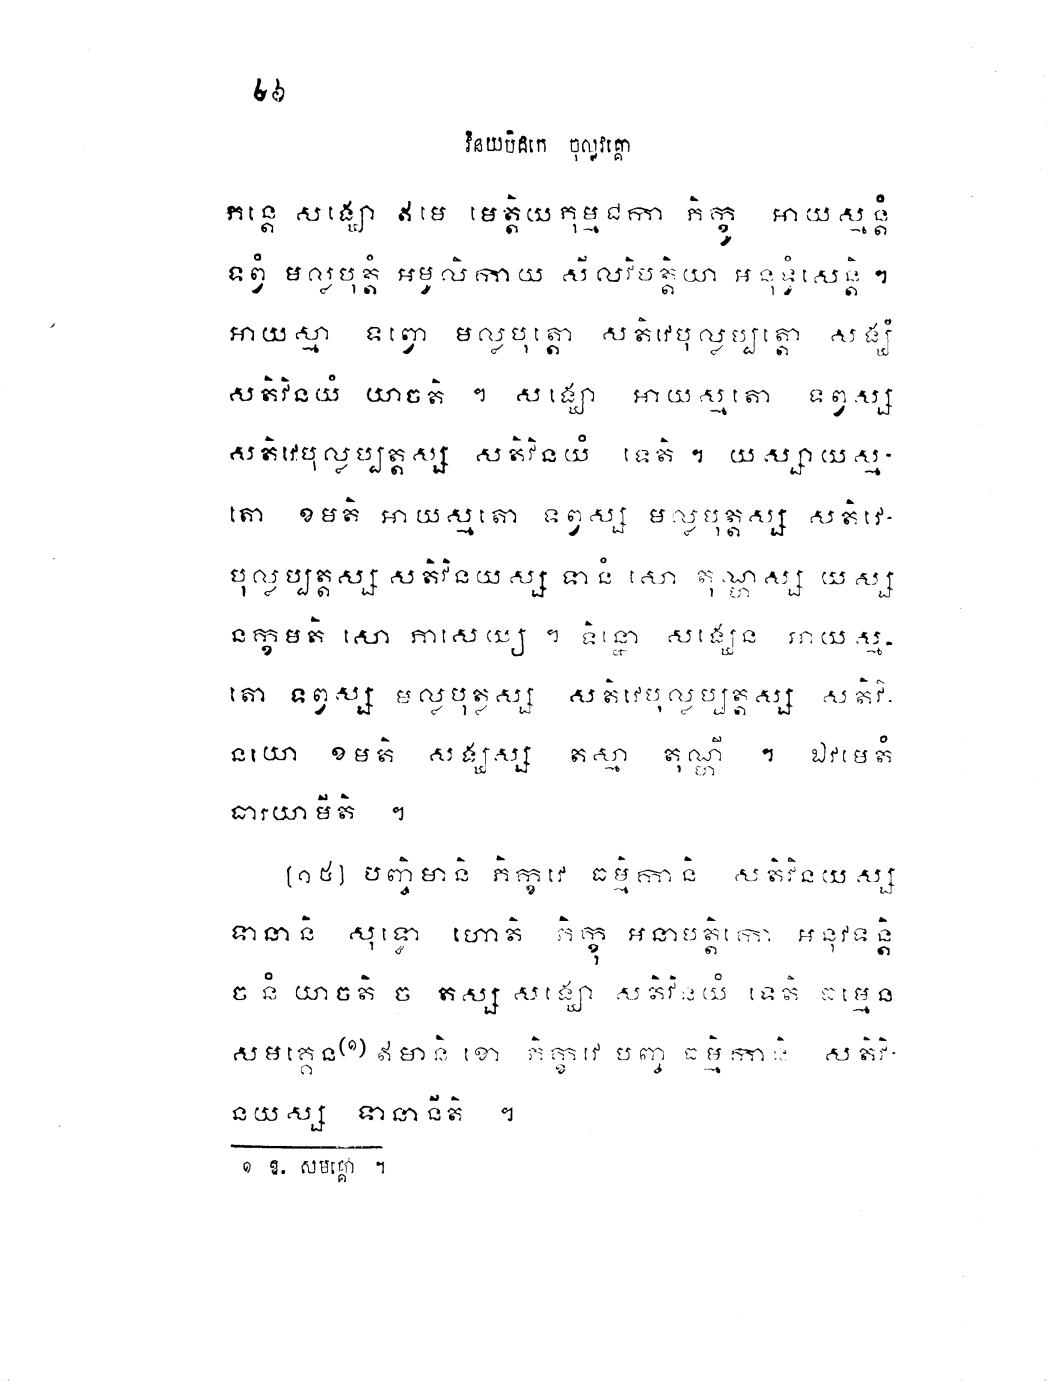 ៤៦
វិនយបិដកេ ចុល្លវគ្គោ
ភន្តេ សង្ឃោ ឥមេ មេត្តិយភុម្មជកា ភិក្ខូ អាយស្មន្តំ
ទព្វំ មល្លបុត្តំ អមូលិកាយ សីលវិបត្តិយា អនុទ្ធំសេន្តិ ។
អាយស្មា ទព្វោ មល្លបុត្តោ សតិវេបុល្លប្បត្តោ សង្ឃំ
សតិវិនយំ យាចតិ ។ សង្ឃោ អាយស្មតោ ទព្វស្ស
សតិវេបុល្លប្បត្តស្ស សតិវិនយំ ទេតិ ។ យស្សាយស្ម-
តោ ខមតិ អាយស្មតោ ទព្វស្ស មល្លបុត្តស្ស សតិវេ-
បុល្លប្បត្តស្ស សតិវិនយស្ស ទានំ សោ តុណ្ហស្ស យស្ស
នក្ខមតិ សោ ភាសេយ្យ ។ ទិន្នោ សង្ឃេន អាយស្ម-
តោ ទព្វស្ស មល្លបុត្តស្ស សតិវេបុល្លប្បត្តស្ស សតិវិ-
នយោ ខមតិ សង្ឃស្ស តស្មា តុណ្ហី ។ ឯវមេតំ
ធារយាមីតិ ។
(១៥) បញ្ចិមានិ ភិក្ខវេ ធម្មិកានិ សតិវិនយស្ស
ទានានិ សុទ្ធោ ហោតិ ភិក្ខុ អនាបត្តិកោ អនុវទន្តិ
ច នំ យាចតិ ច តស្ស សង្ឃោ សតិវិនយំ ទេតិ ធម្មេន
សមគ្គេន(១) ឥមានិ ខោ ភិក្ខវេ បញ្ច ធម្មិកានិ សតិវិ-
នយស្ស ទានានីតិ ។
១ ឱ. សមគ្គោ ។